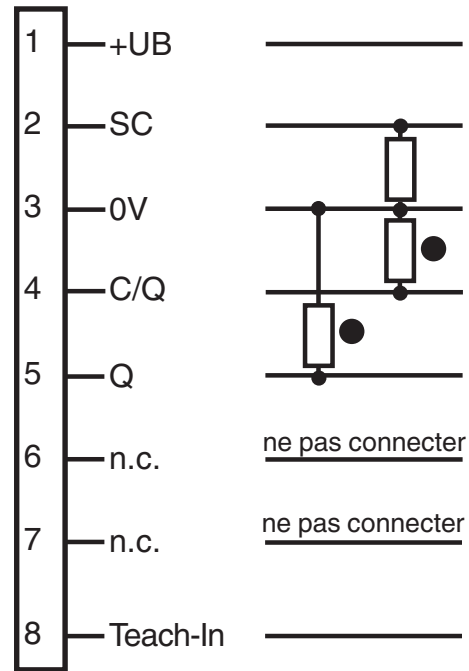 1 +UB
2 SC
3 0V
4 C/Q
5 Q
6 n.c. ne pas connecter
7 n.c. ne pas connecter
8 Teach-In